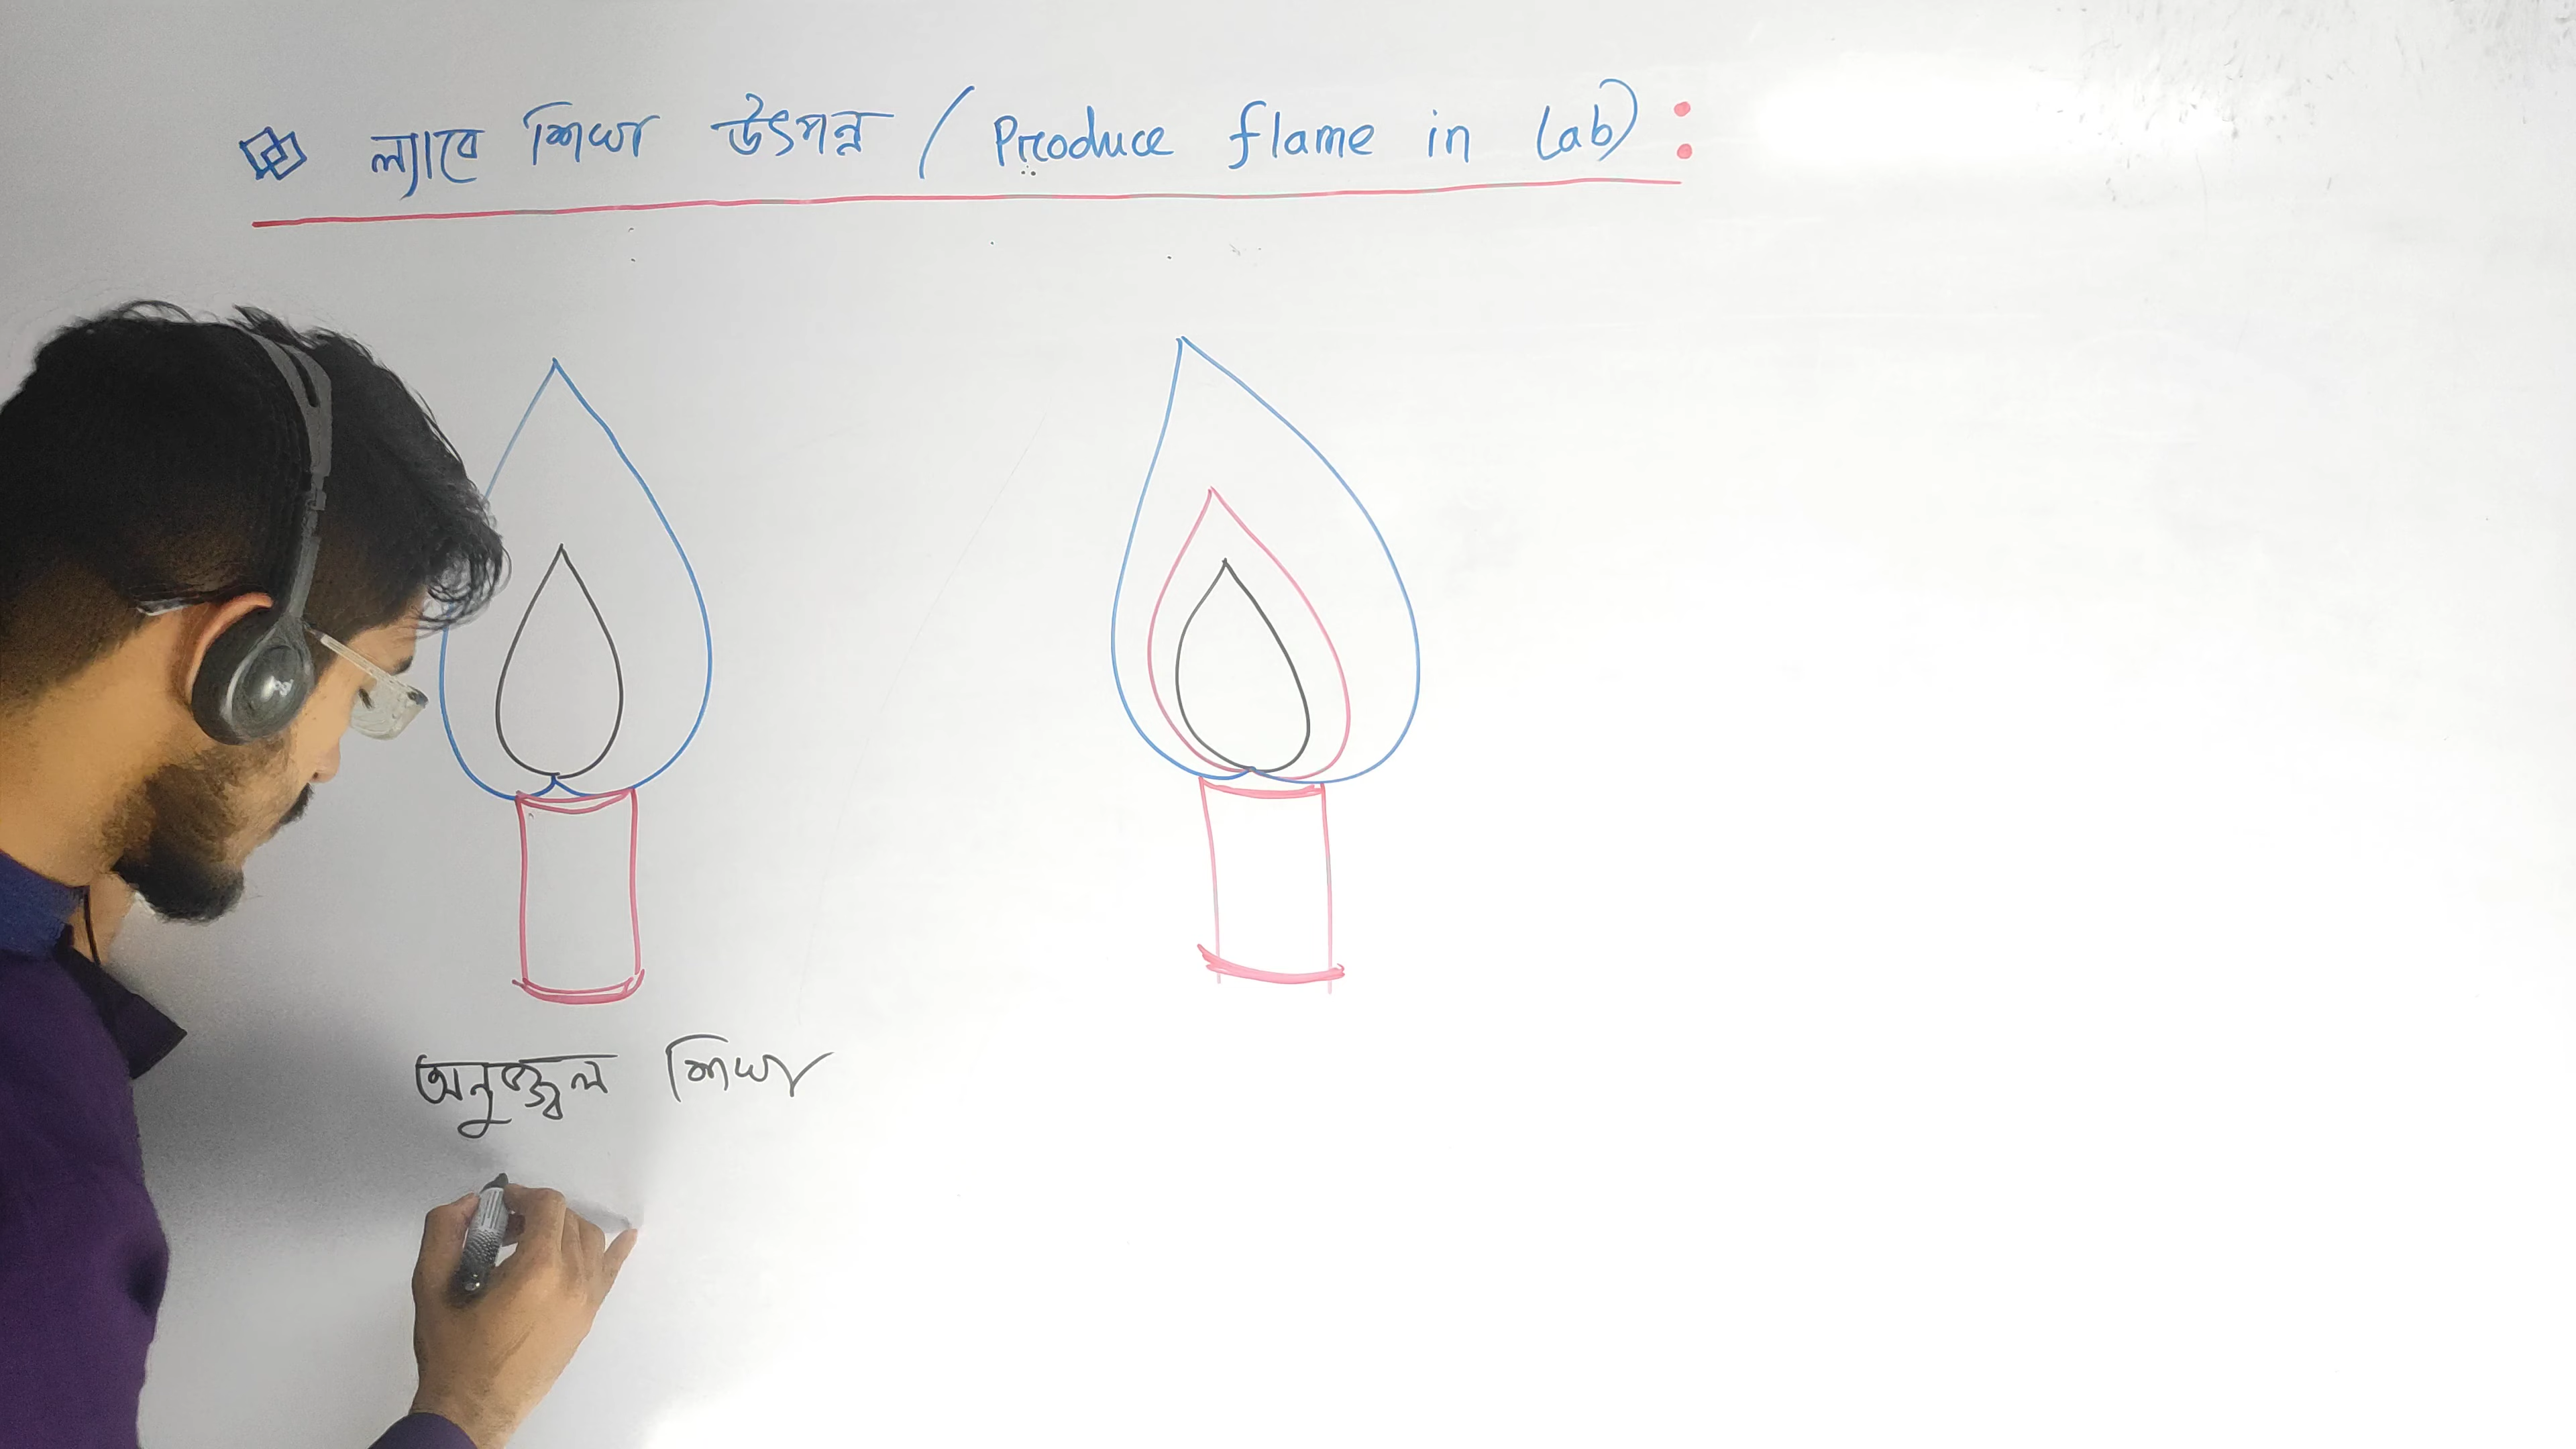 ল্যাবে শিখা উৎপন্ন / Produce flame in Lab) :
অনুজ্জ্বল শিখা